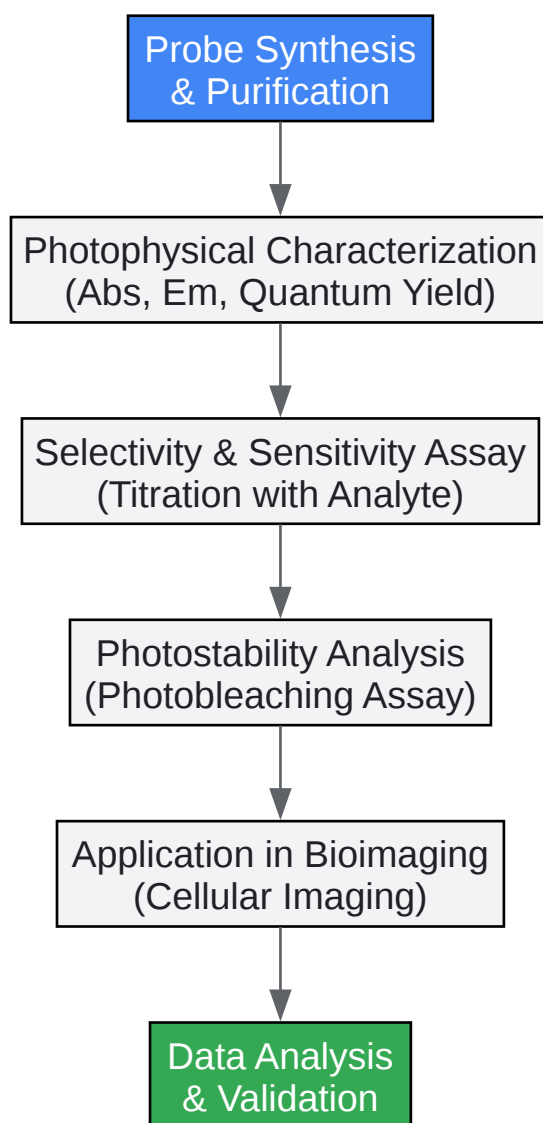 Probe Synthesis
& Purification
Photophysical Characterization
(Abs, Em, Quantum Yield)
Selectivity & Sensitivity Assay
(Titration with Analyte)
Photostability Analysis
(Photobleaching Assay)
Application in Bioimaging
(Cellular Imaging)
Data Analysis
& Validation